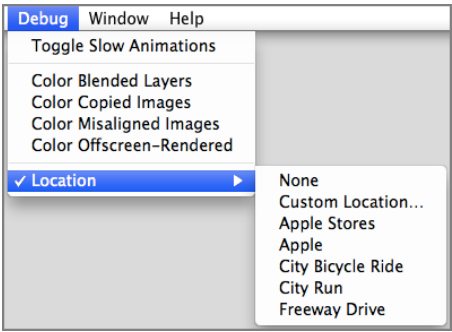 Debug Window Help
Toggle Slow Animations
Color Blended Layers
Color Copied Images
Color Misaligned Images
Color Offscreen-Rendered
✓ Location ▶
None
Custom Location...
Apple Stores
Apple
City Bicycle Ride
City Run
Freeway Drive